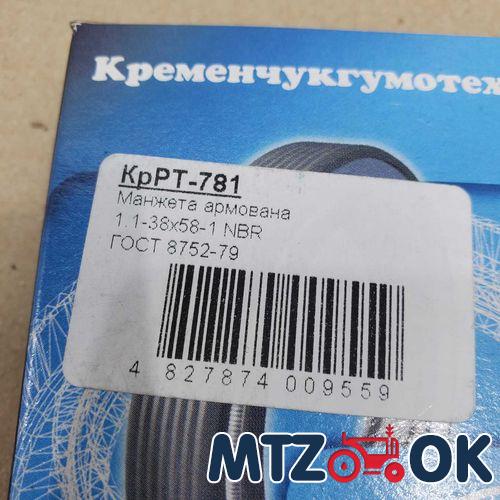 Кременчукгумотех
КрРТ-781
Манжета армована
1.1-38х58-1 NBR
ГОСТ 8752-79
4 827874 009559
MTZ OK